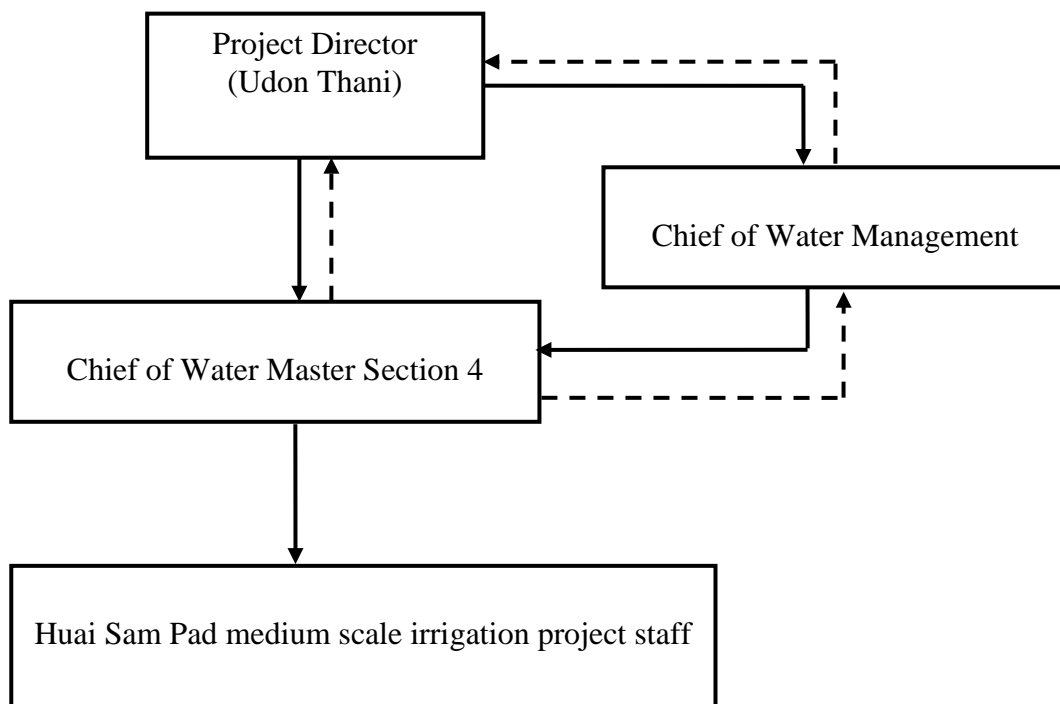 Project Director
(Udon Thani)
Chief of Water Management
Chief of Water Master Section 4
Huai Sam Pad medium scale irrigation project staff